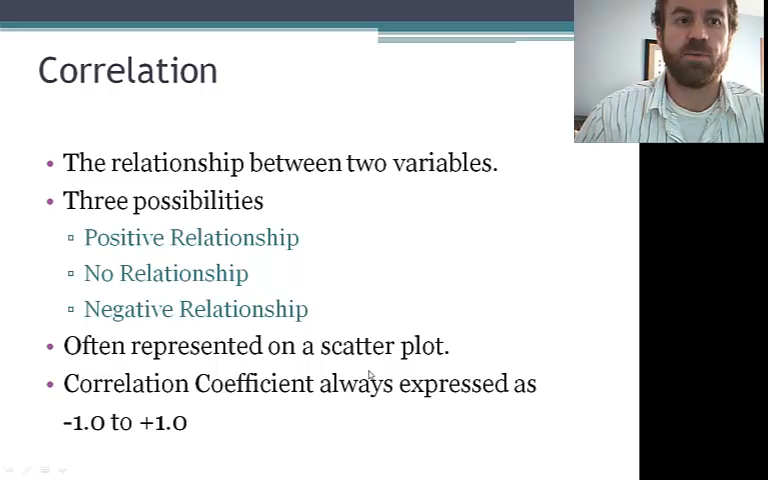 Correlation
The relationship between two variables.
Three possibilities
Positive Relationship
No Relationship
Negative Relationship
Often represented on a scatter plot.
Correlation Coefficient always expressed as
-1.0 to +1.0